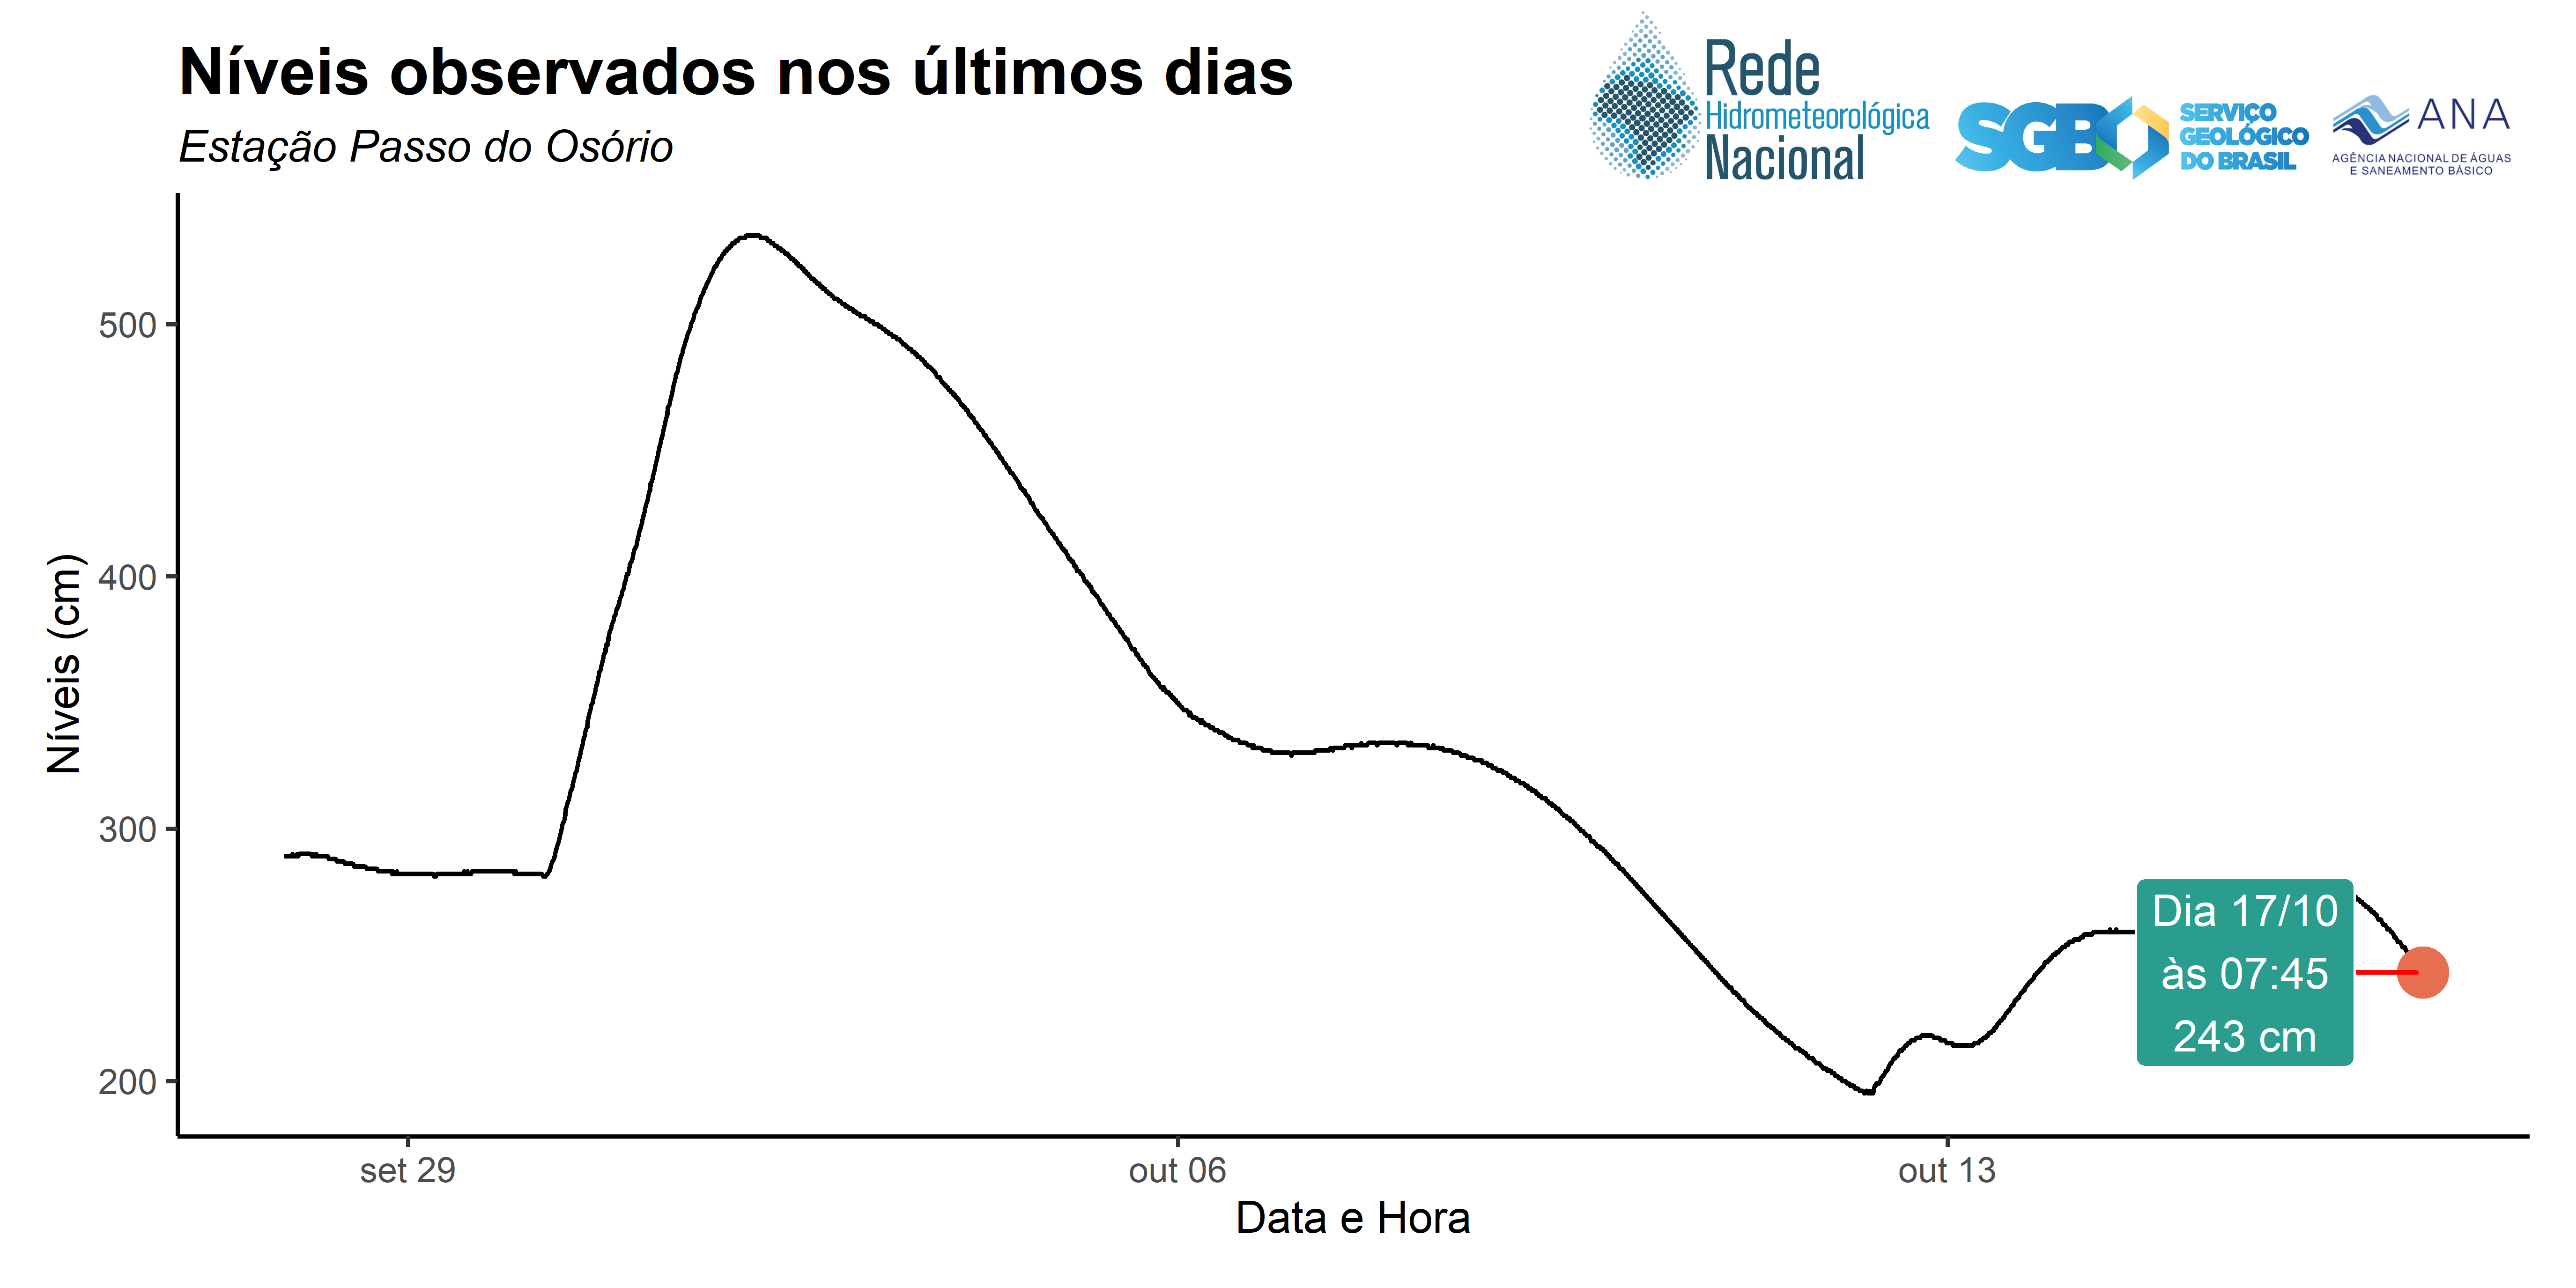 Níveis observados nos últimos dias
Estação Passo do Osório
Rede
Hidrometeorológica
Nacional
SGB
SERVIÇO
GEOLÓGICO
DO BRASIL
ANA
AGÊNCIA NACIONAL DE ÁGUAS
E SANEAMENTO BÁSICO
Níveis (cm)
500
400
300
200
Dia 17/10
às 07:45
243 cm
set 29
out 06
out 13
Data e Hora